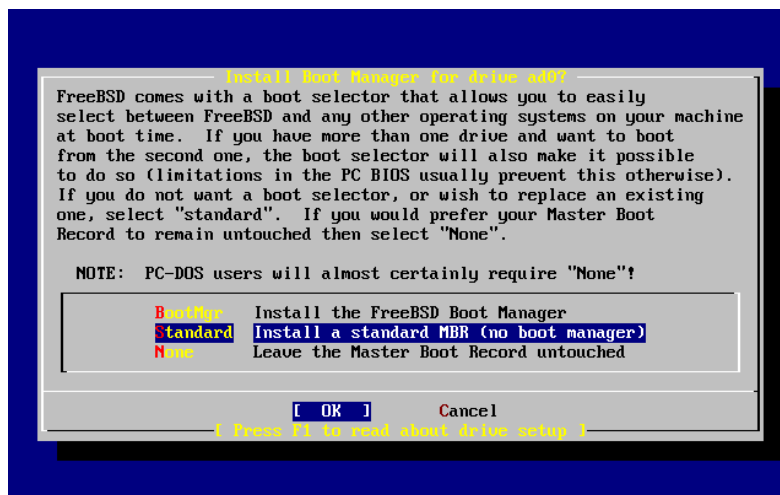 Install Boot Manager for drive ad0?
FreeBSD comes with a boot selector that allows you to easily
select between FreeBSD and any other operating systems on your machine
at boot time.  If you have more than one drive and want to boot
from the second one, the boot selector will also make it possible
to do so (limitations in the PC BIOS usually prevent this otherwise).
If you do not want a boot selector, or wish to replace an existing
one, select "standard".  If you would prefer your Master Boot
Record to remain untouched then select "None".
NOTE:  PC-DOS users will almost certainly require "None"!
BootMgr   Install the FreeBSD Boot Manager
Standard  Install a standard MBR (no boot manager)
None      Leave the Master Boot Record untouched
[  OK  ]       Cancel
[ Press F1 to read about drive setup ]